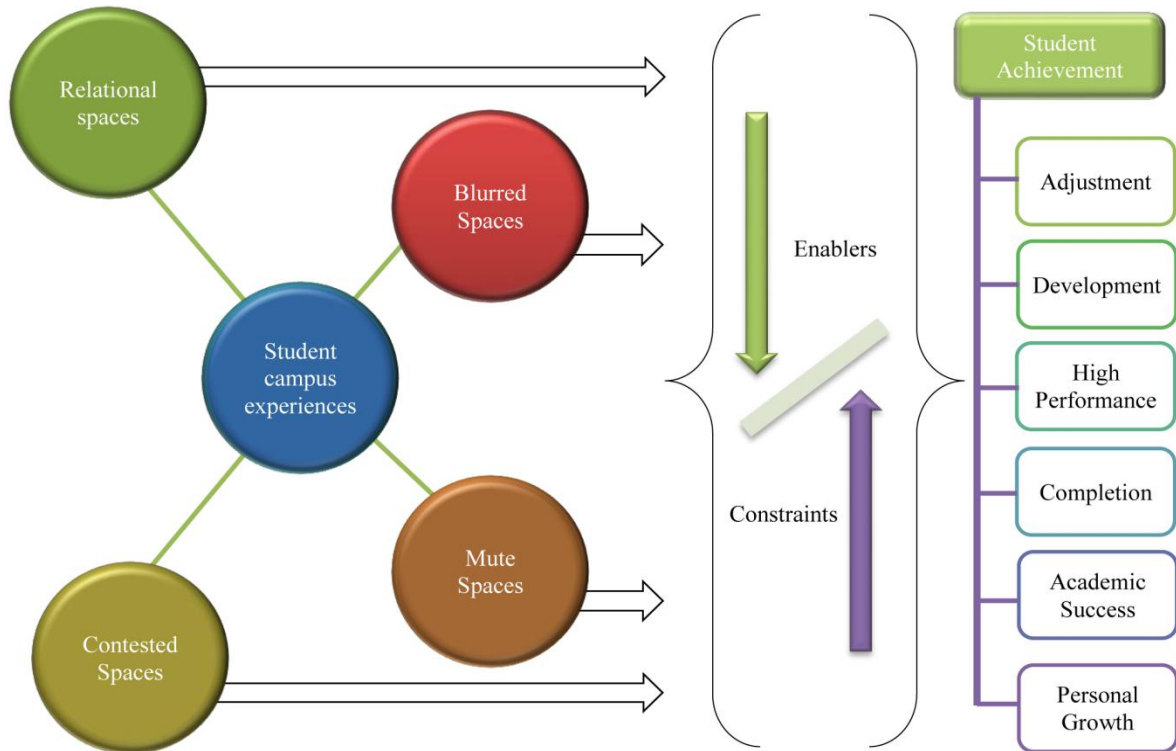 Relational
spaces
Blurred
Spaces
Student
campus
experiences
Mute
Spaces
Contested
Spaces
Enablers
Constraints
Student
Achievement
Adjustment
Development
High
Performance
Completion
Academic
Success
Personal
Growth